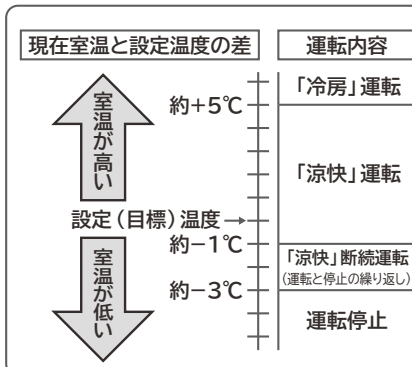 現在室温と設定温度の差
運転内容
室温が高い
約+5℃
「冷房」運転
「涼快」運転
設定（目標）温度→
約−1℃
「涼快」断続運転
（運転と停止の繰り返し）
室温が低い
約−3℃
運転停止